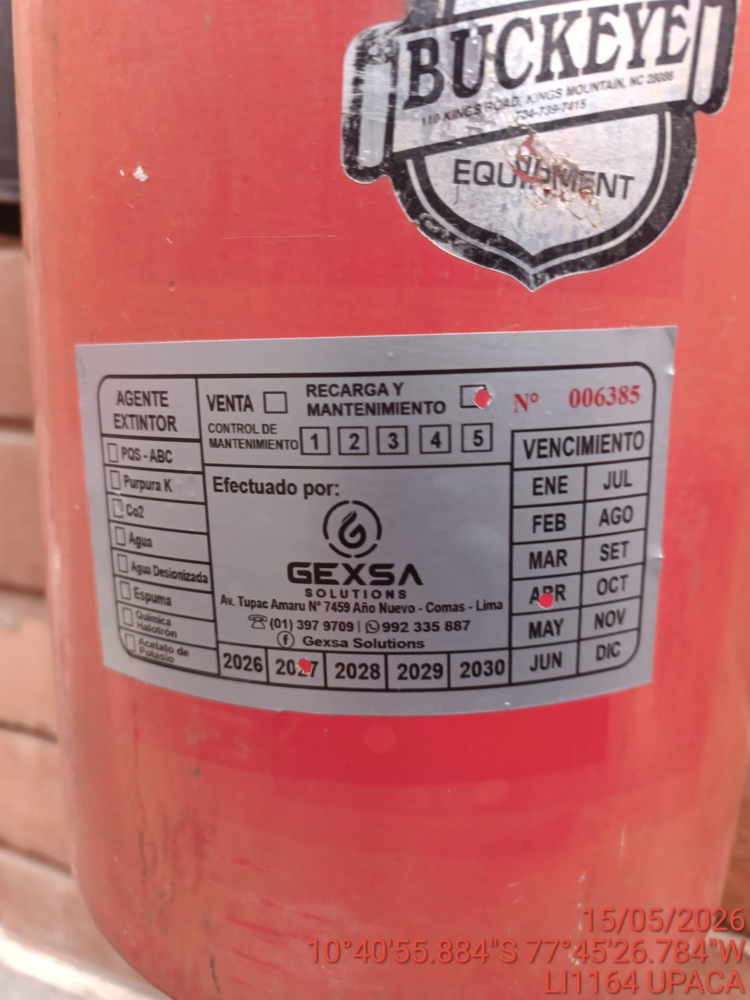 BUCKEYE
110 KINGS ROAD, KINGS MOUNTAIN, NC 28086
704-739-7415
EQUIPMENT
AGENTE
EXTINTOR
PQS - ABC
Purpura K
Co2
Agua
Agua Desionizada
Espuma
Quimica
Halotrón
Acetato de
Potasio
VENTA
RECARGA Y
MANTENIMIENTO
Nº 006385
CONTROL DE
MANTENIMIENTO 1 2 3 4 5
Efectuado por:
GEXSA
SOLUTIONS
Av. Tupac Amaru Nº 7459 Año Nuevo - Comas - Lima
(01) 397 9709 | 992 335 887
Gexsa Solutions
2026 2027 2028 2029 2030
VENCIMIENTO
ENE JUL
FEB AGO
MAR SET
ABR OCT
MAY NOV
JUN DIC
15/05/2026
10°40'55.884"S 77°45'26.784"W
LI1164 UPACA